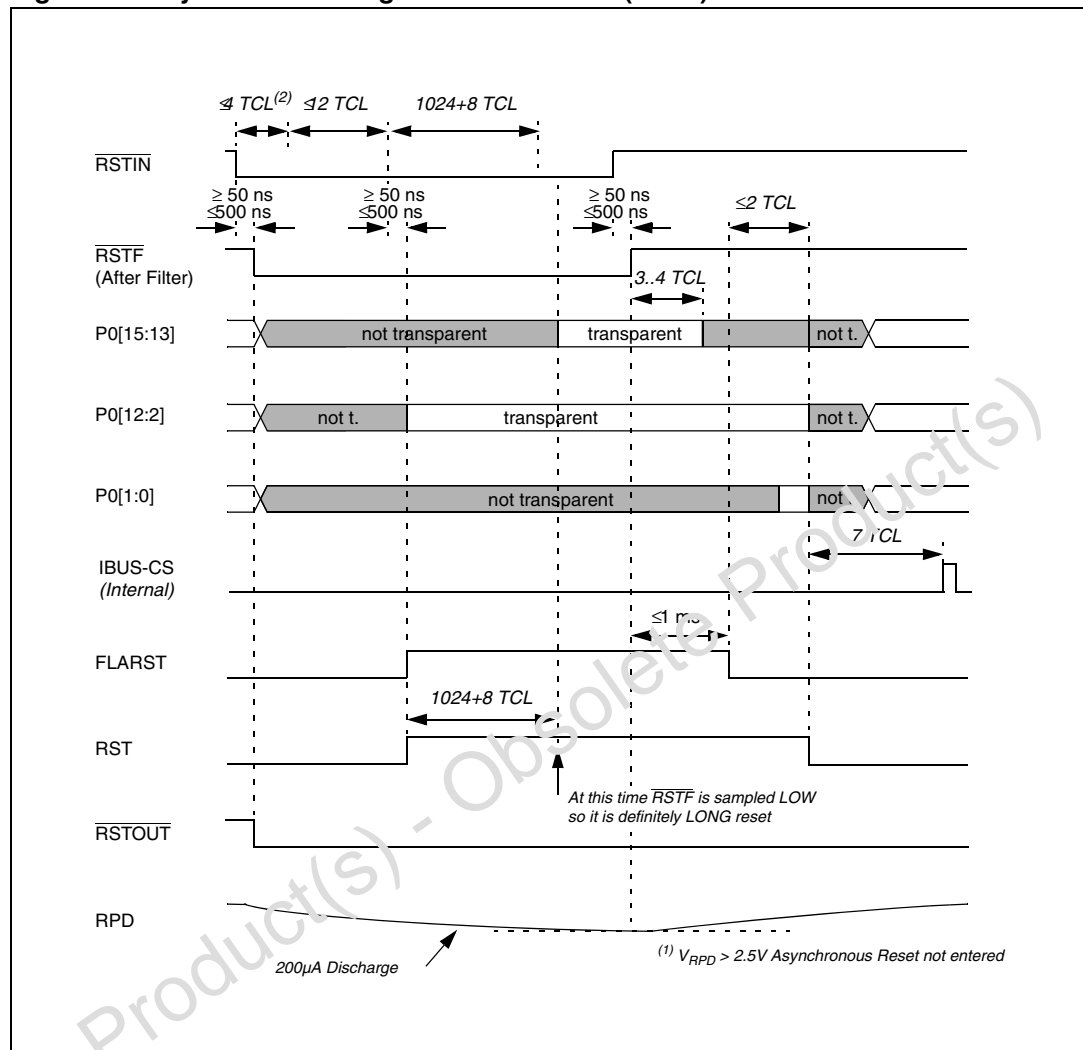 ≤4 TCL(2) ≤12 TCL 1024+8 TCL
RSTIN
≥ 50 ns ≥ 50 ns ≥ 50 ns
≤500 ns ≤500 ns ≤500 ns
≤2 TCL
RSTF
(After Filter)
3..4 TCL
P0[15:13] not transparent transparent not t.
P0[12:2] not t. transparent not t.
P0[1:0] not transparent not t.
7 TCL
IBUS-CS
(Internal)
≤1 ms
FLARST
1024+8 TCL
RST
At this time RSTF is sampled LOW
so it is definitely LONG reset
RSTOUT
RPD
200μA Discharge
(1) VRPD > 2.5V Asynchronous Reset not entered
Product(s) - Obsolete Product(s)